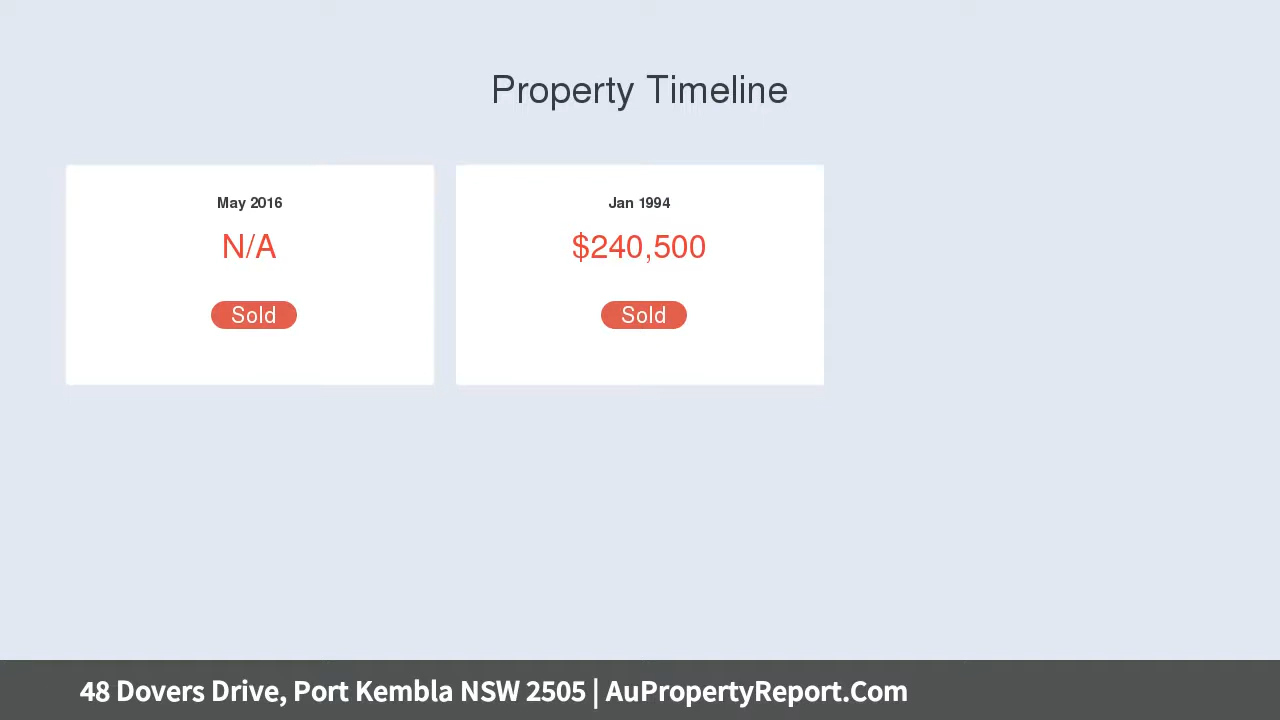 Property Timeline
May 2016
N/A
Sold
Jan 1994
$240,500
Sold
48 Dovers Drive, Port Kembla NSW 2505 | AuPropertyReport.Com